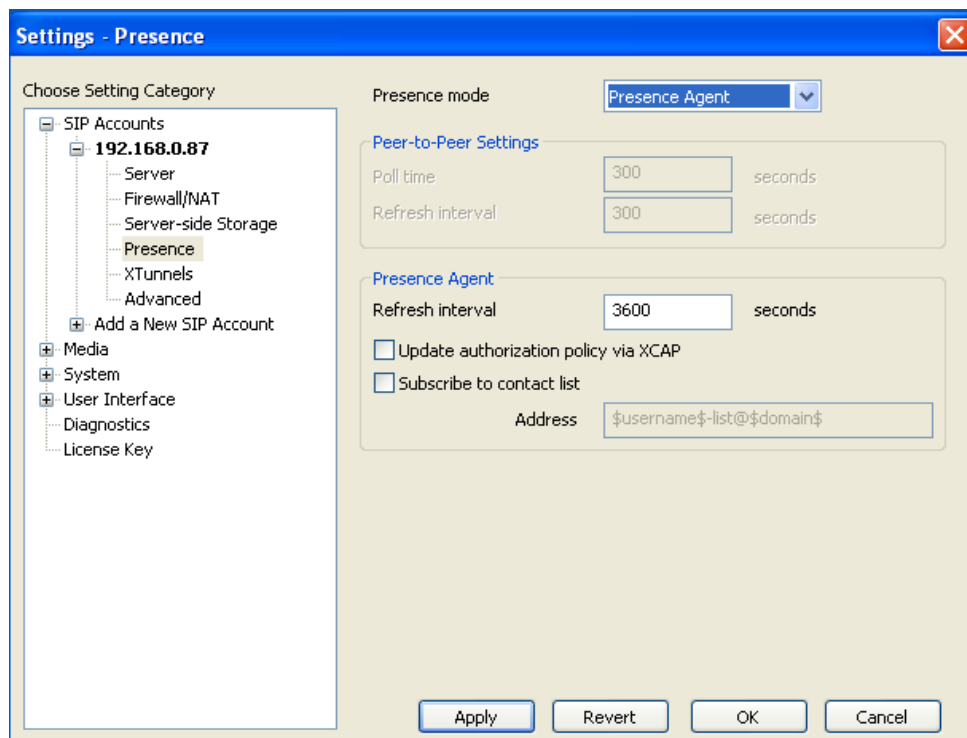 Settings - Presence
Choose Setting Category
SIP Accounts
192.168.0.87
Server
Firewall/NAT
Server-side Storage
Presence
XTunnels
Advanced
Add a New SIP Account
Media
System
User Interface
Diagnostics
License Key
Presence mode Presence Agent
Peer-to-Peer Settings
Poll time 300 seconds
Refresh interval 300 seconds
Presence Agent
Refresh interval 3600 seconds
Update authorization policy via XCAP
Subscribe to contact list
Address $username$-list@$domain$
Apply Revert OK Cancel